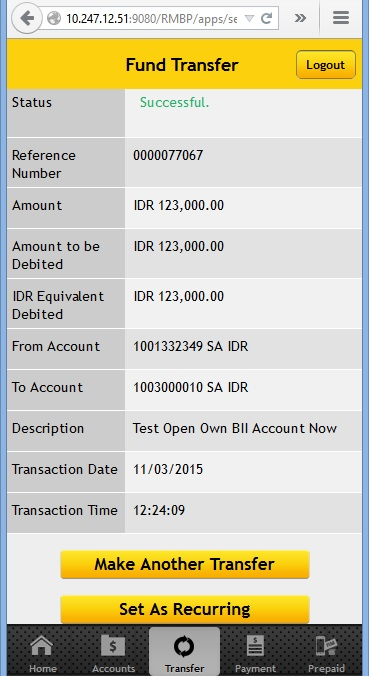 10.247.12.51:9080/RMBP/apps/se
Fund Transfer
Logout
Status Successful.
Reference
Number
0000077067
Amount IDR 123,000.00
Amount to be
Debited
IDR 123,000.00
IDR Equivalent
Debited
IDR 123,000.00
From Account 1001332349 SA IDR
To Account 1003000010 SA IDR
Description Test Open Own BII Account Now
Transaction Date 11/03/2015
Transaction Time 12:24:09
Make Another Transfer
Set As Recurring
Home Accounts Transfer Payment Prepaid